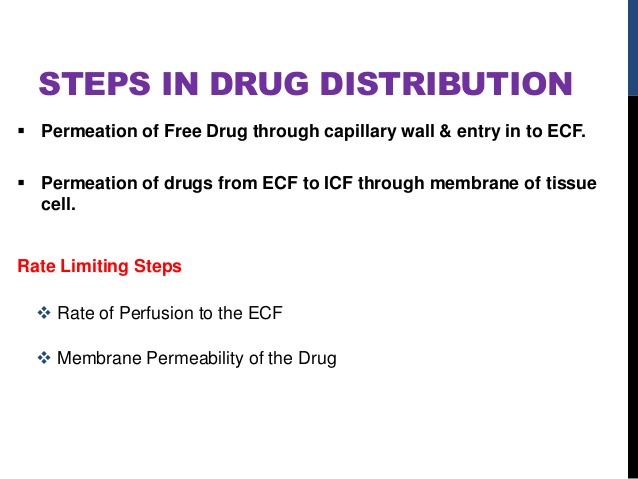 STEPS IN DRUG DISTRIBUTION
▪ Permeation of Free Drug through capillary wall & entry in to ECF.
▪ Permeation of drugs from ECF to ICF through membrane of tissue
cell.
Rate Limiting Steps
❖ Rate of Perfusion to the ECF
❖ Membrane Permeability of the Drug